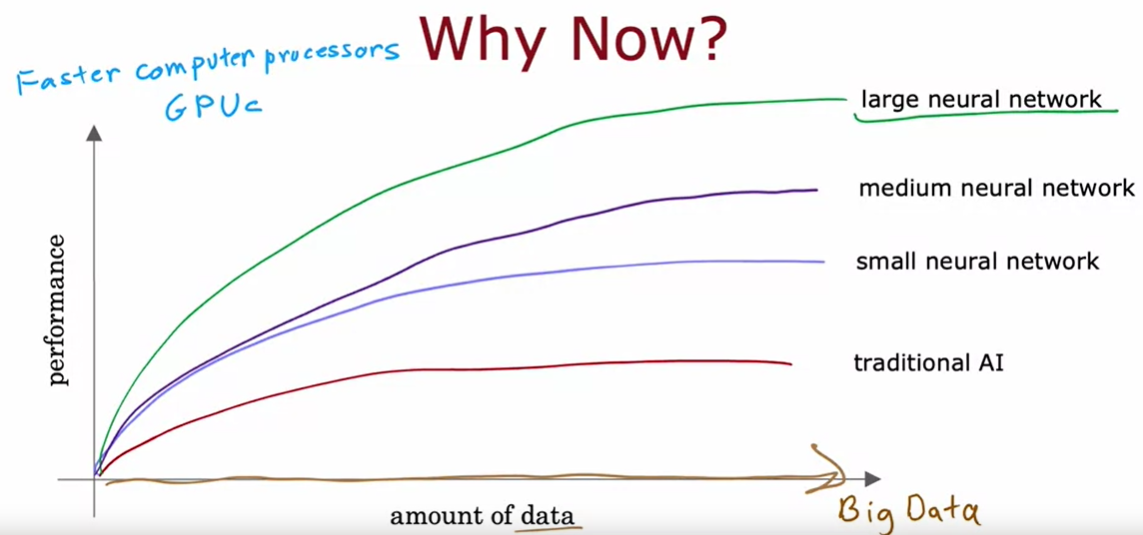 Why Now?
Faster computer processors
GPUs
large neural network
medium neural network
small neural network
traditional AI
performance
amount of data
Big Data